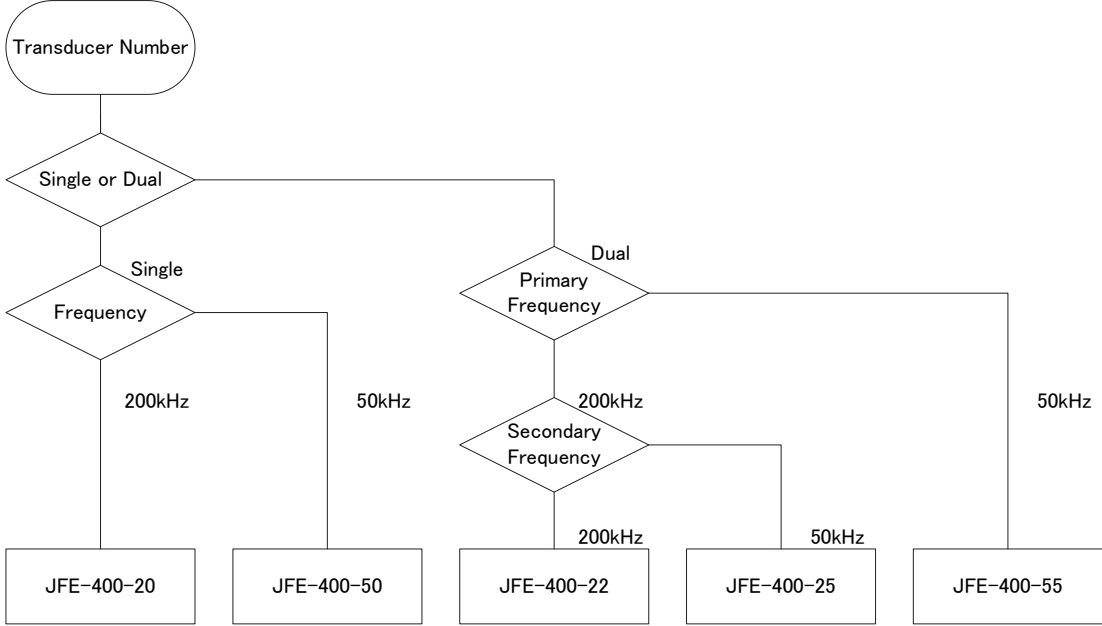 Transducer Number
Single or Dual
Single
Dual
Frequency
Primary
Frequency
200kHz
50kHz
200kHz
50kHz
Secondary
Frequency
200kHz
50kHz
JFE-400-20
JFE-400-50
JFE-400-22
JFE-400-25
JFE-400-55